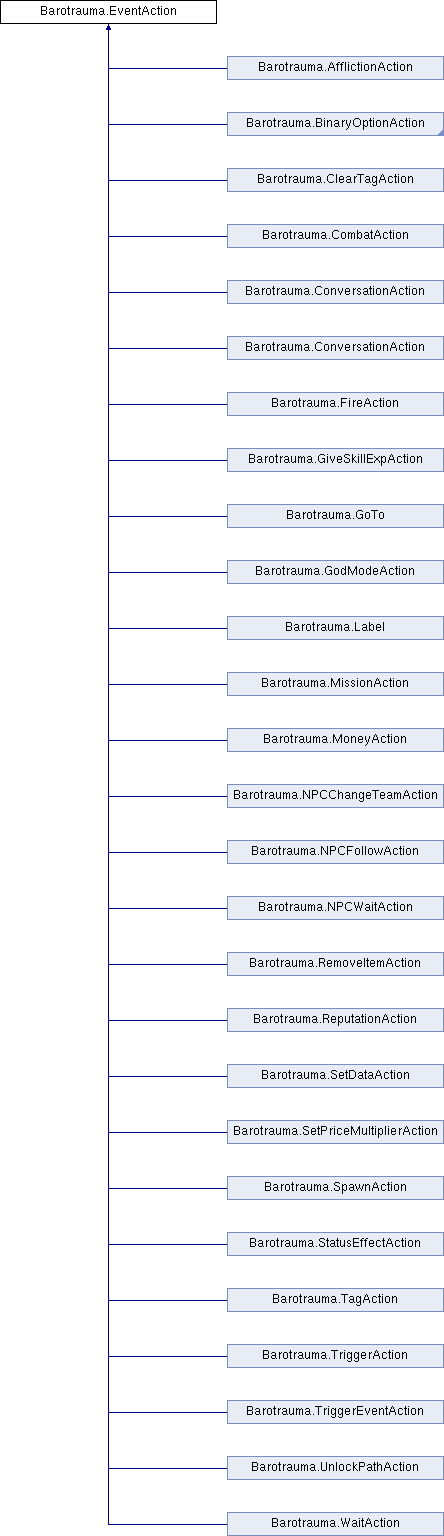 Barotrauma.EventAction
Barotrauma.AfflictionAction
Barotrauma.BinaryOptionAction
Barotrauma.ClearTagAction
Barotrauma.CombatAction
Barotrauma.ConversationAction
Barotrauma.ConversationAction
Barotrauma.FireAction
Barotrauma.GiveSkillExpAction
Barotrauma.GoTo
Barotrauma.GodModeAction
Barotrauma.Label
Barotrauma.MissionAction
Barotrauma.MoneyAction
Barotrauma.NPCChangeTeamAction
Barotrauma.NPCFollowAction
Barotrauma.NPCWaitAction
Barotrauma.RemoveItemAction
Barotrauma.ReputationAction
Barotrauma.SetDataAction
Barotrauma.SetPriceMultiplierAction
Barotrauma.SpawnAction
Barotrauma.StatusEffectAction
Barotrauma.TagAction
Barotrauma.TriggerAction
Barotrauma.TriggerEventAction
Barotrauma.UnlockPathAction
Barotrauma.WaitAction